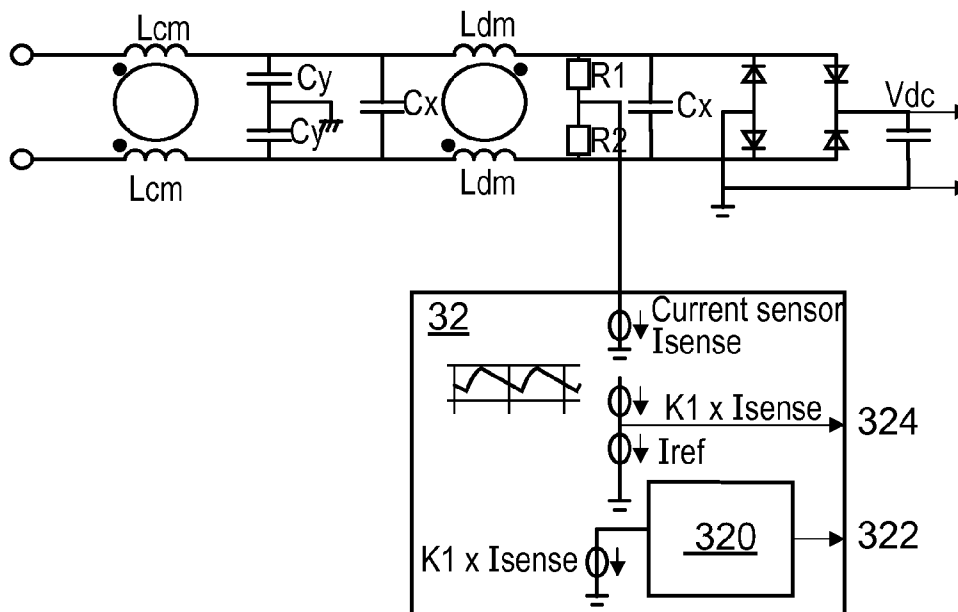 Lcm
Ldm
Cy
Cx
R1
Cx
Vdc
Cy
R2
Lcm
Ldm
32
Current sensor
Isense
K1 x Isense
324
Iref
320
322
K1 x Isense